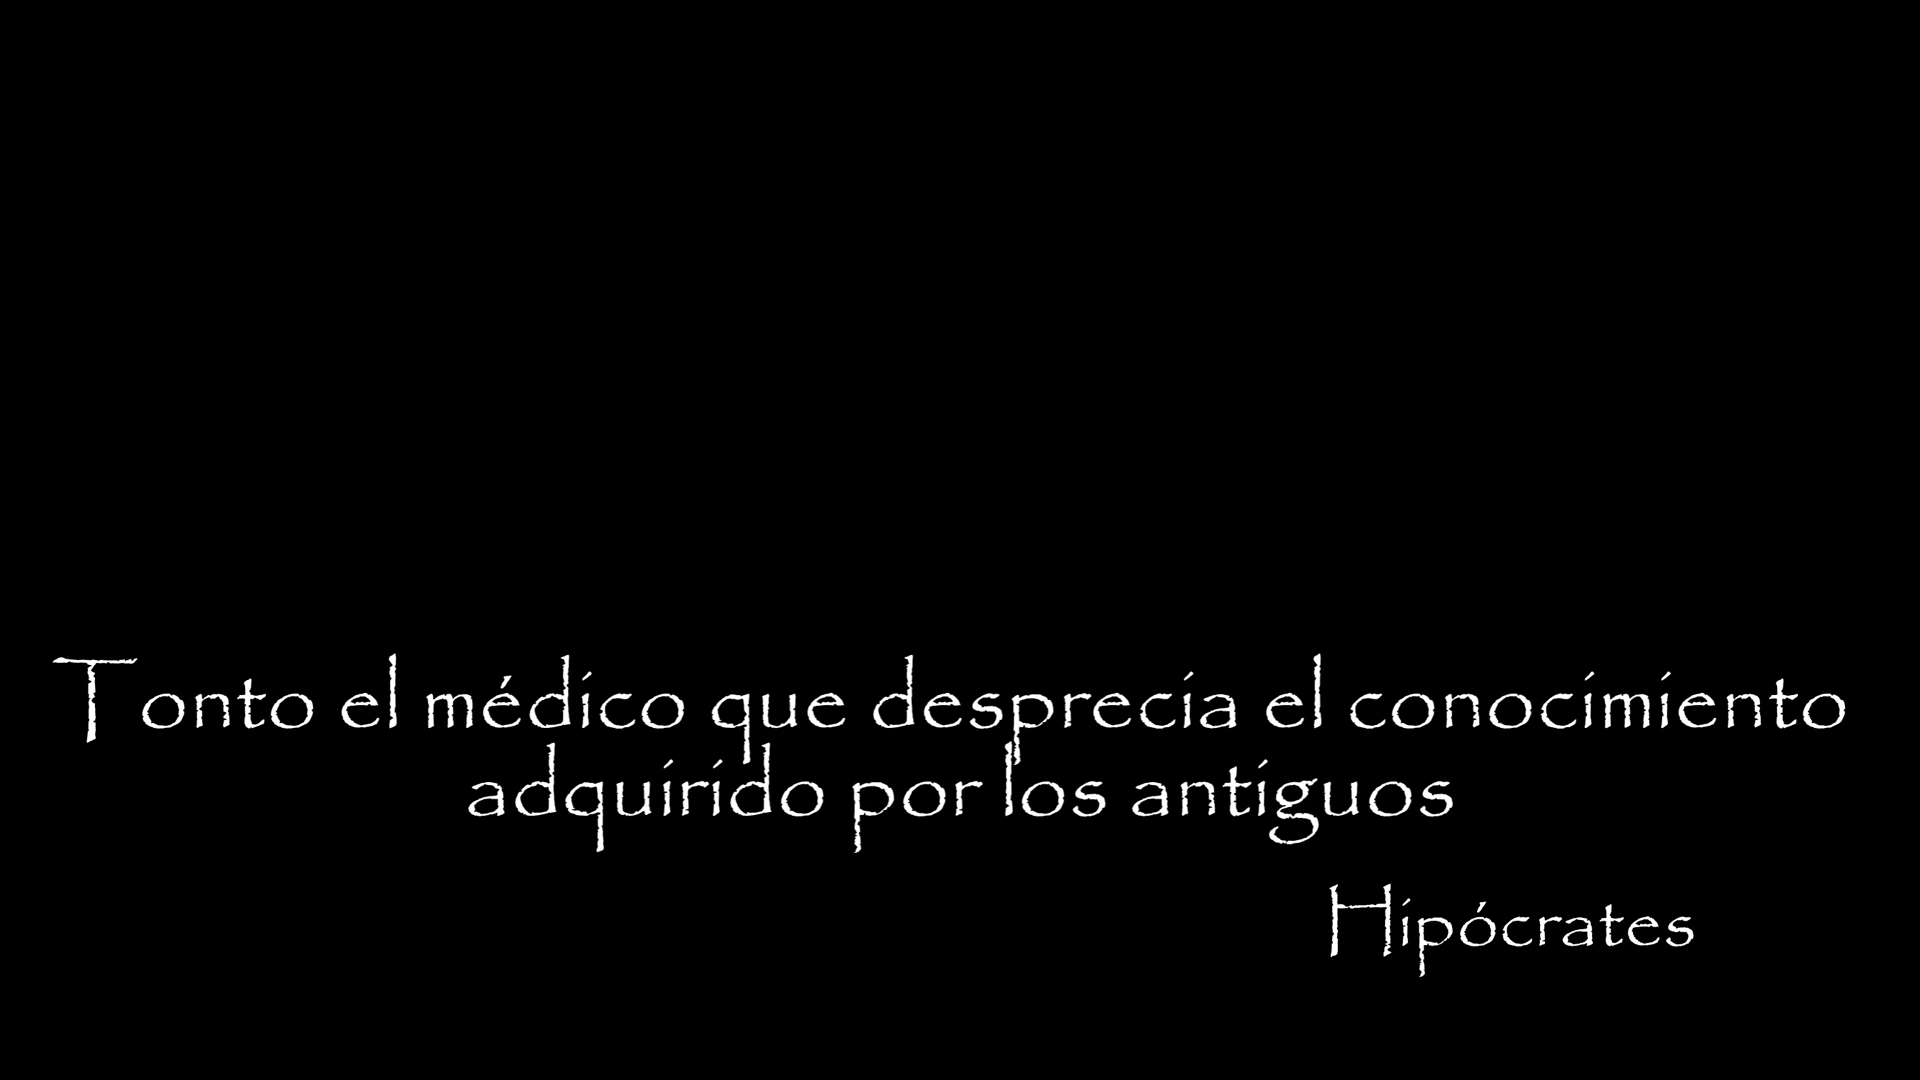 Tonto el médico que desprecia el conocimiento
adquirido por los antiguos
Hipócrates